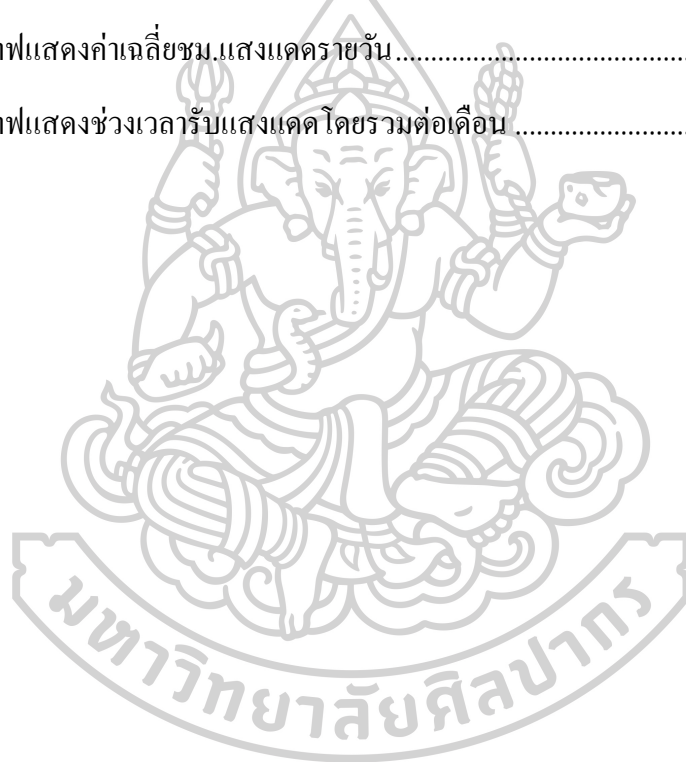 าฟแสดงค่าเฉลี่ยชม.แสงแดดรายวัน.......................................
าฟแสดงช่วงเวลารับแสงแดดโดยรวมต่อเดือน ........................
มหาวิทยาลัยศิลปากร